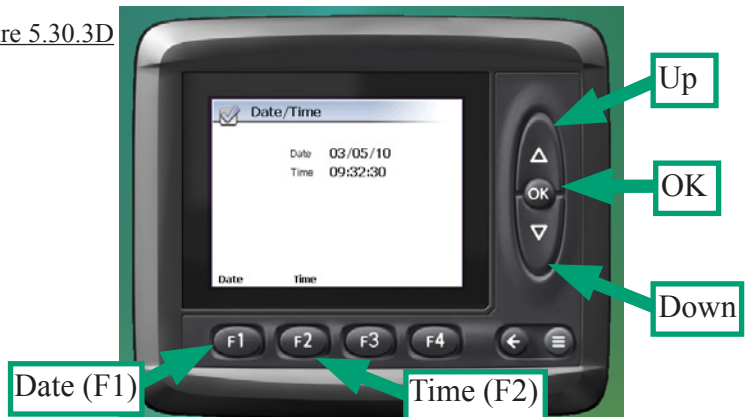 re 5.30.3D
Up
Date/Time
Date 03/05/10
Time 09:32:30
OK
OK
Date Time
Down
F1 F2 F3 F4
Date (F1)
Time (F2)